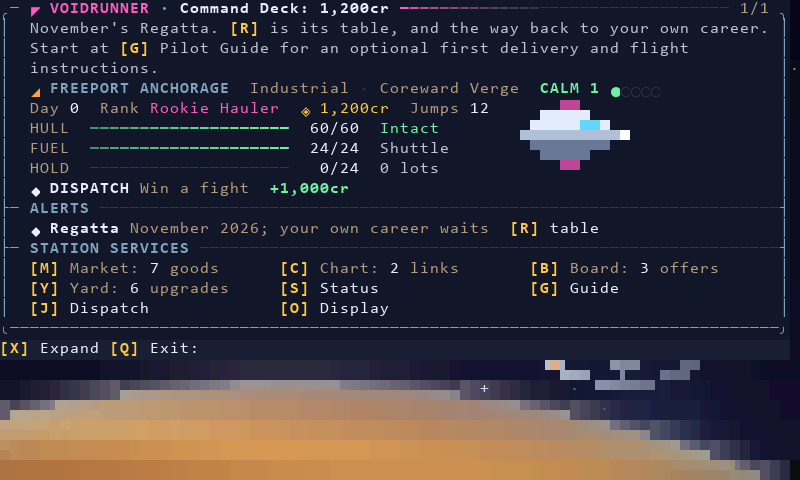 VOIDRUNNER · Command Deck: 1,200cr 1/1
November's Regatta. [R] is its table, and the way back to your own career.
Start at [G] Pilot Guide for an optional first delivery and flight
instructions.
FREEPORT ANCHORAGE Industrial · Coreward Verge CALM 1
Day 0 Rank Rookie Hauler 1,200cr Jumps 12
HULL 60/60 Intact
FUEL 24/24 Shuttle
HOLD 0/24 0 lots
DISPATCH Win a fight +1,000cr
ALERTS
Regatta November 2026; your own career waits [R] table
STATION SERVICES
[M] Market: 7 goods [C] Chart: 2 links [B] Board: 3 offers
[Y] Yard: 6 upgrades [S] Status [G] Guide
[J] Dispatch [O] Display
[X] Expand [Q] Exit: